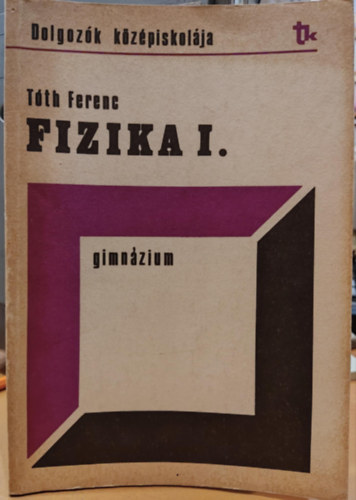 Dolgozók középiskolája
tk
Tóth Ferenc
FIZIKA I.
gimnázium